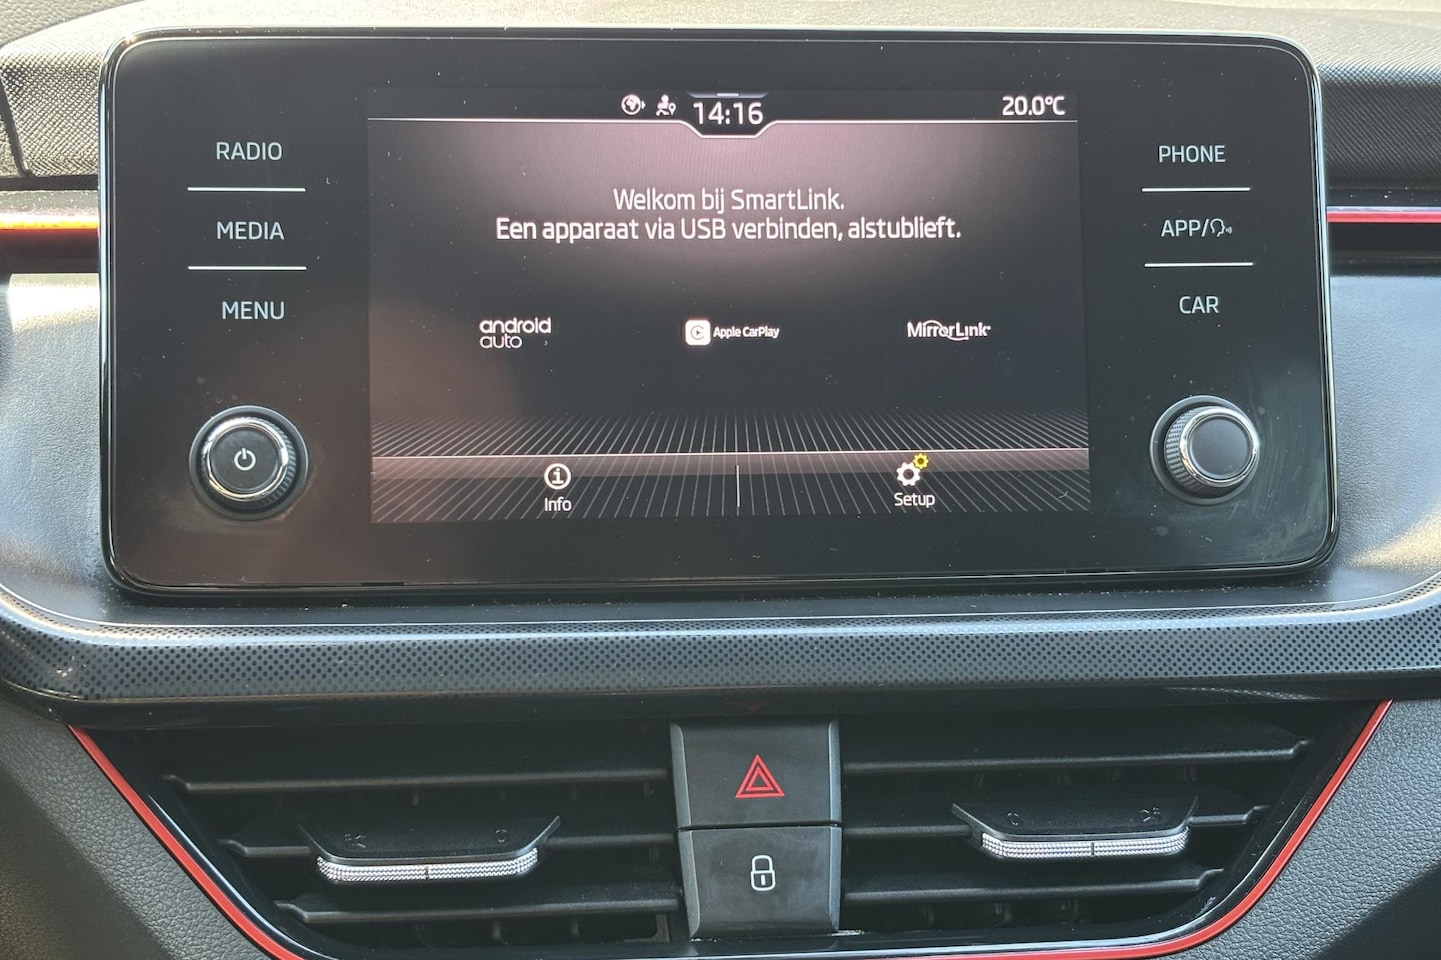 14:16
20.0°C
RADIO
MEDIA
MENU
Welkom bij SmartLink.
Een apparaat via USB verbinden, alstublieft.
android
auto
Apple CarPlay
MirrorLink
Info
Setup
PHONE
APP/
CAR